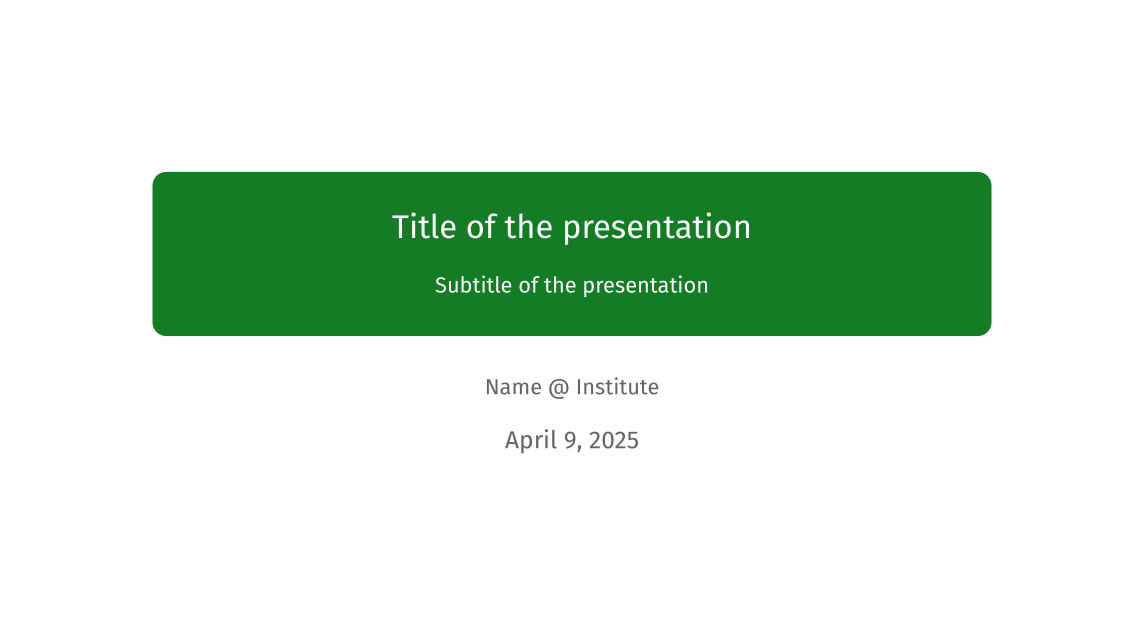 Title of the presentation
Subtitle of the presentation
Name @ Institute
April 9, 2025